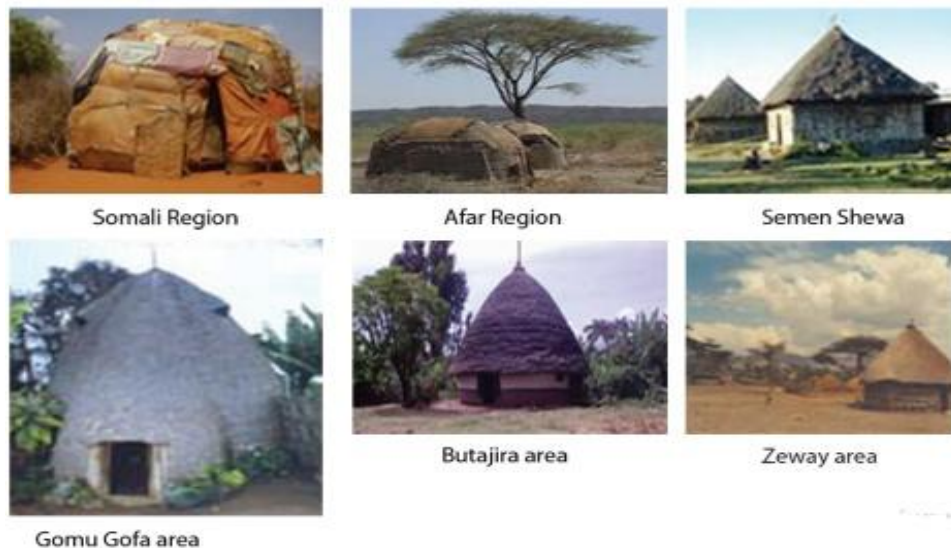 Somali Region
Afar Region
Semen Shewa
Butajira area
Zeway area
Gomu Gofa area